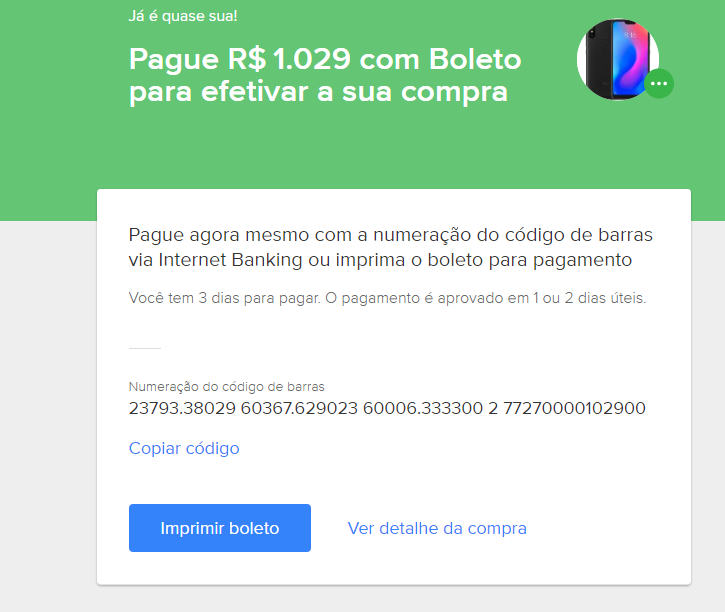 Já é quase sua!
Pague R$ 1.029 com Boleto
para efetivar a sua compra
Pague agora mesmo com a numeração do código de barras
via Internet Banking ou imprima o boleto para pagamento
Você tem 3 dias para pagar. O pagamento é aprovado em 1 ou 2 dias úteis.
Numeração do código de barras
23793.38029 60367.629023 60006.333300 2 77270000102900
Copiar código
Imprimir boleto
Ver detalhe da compra